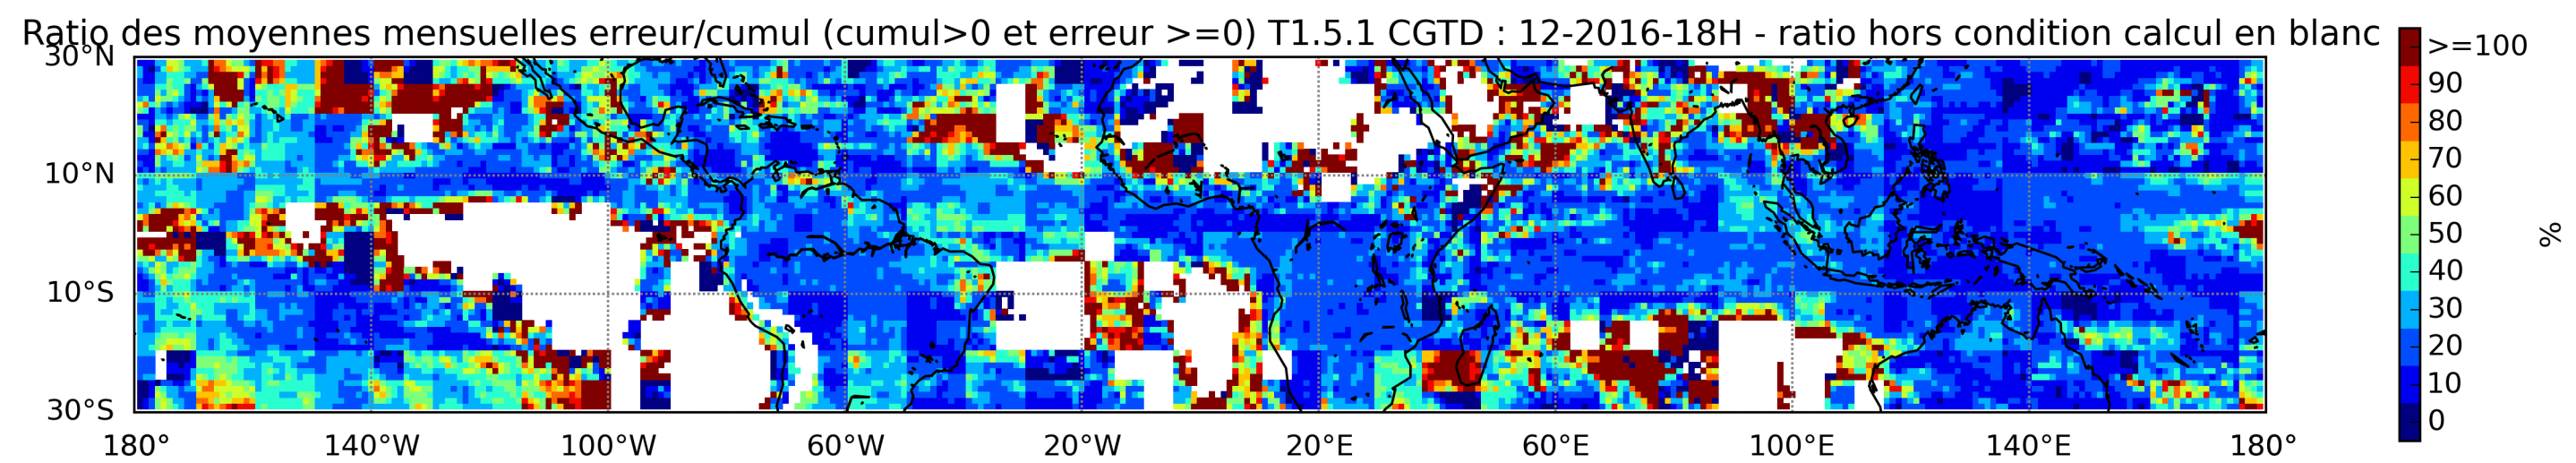 Ratio des moyennes mensuelles erreur/cumul (cumul>0 et erreur >=0) T1.5.1 CGTD : 12-2016-18H - ratio hors condition calcul en blanc
30°N
10°N
10°S
30°S
180°
140°W
100°W
60°W
20°W
20°E
60°E
100°E
140°E
180°
>=100
90
80
70
60
50
40
30
20
10
0
%